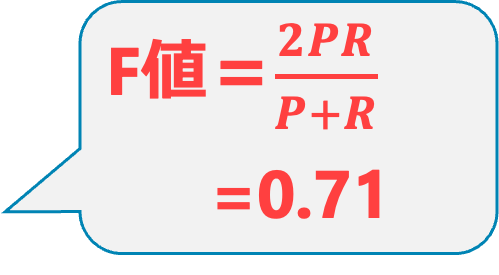 F値 = 2PR / P+R
=0.71